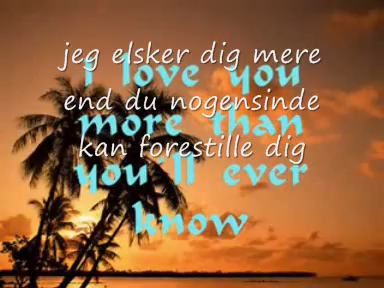 jeg elsker dig mere
i love you
end du nogensinde
more than
kan forestille dig
you'll ever
know